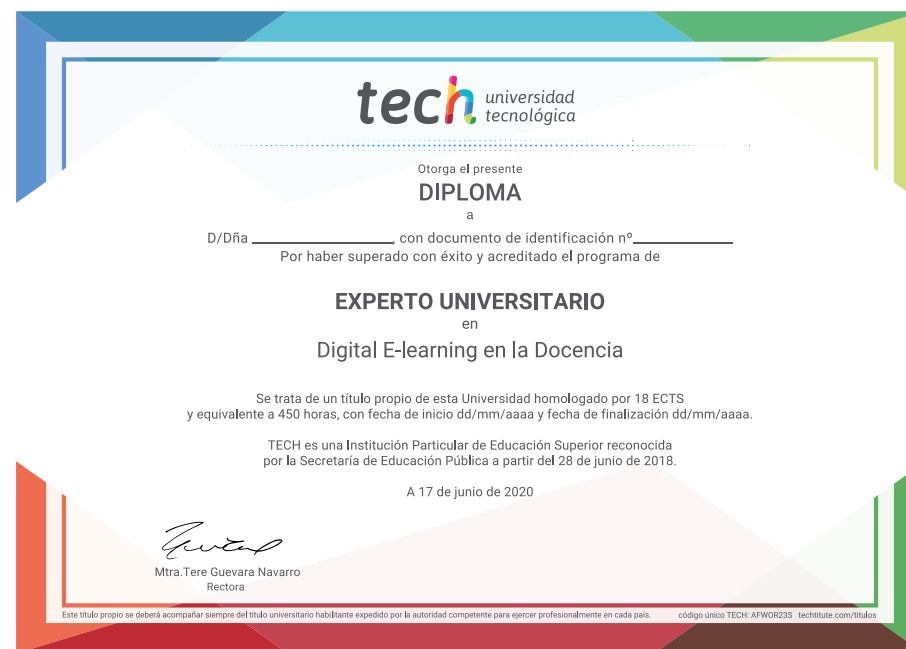 tech universidad
tecnológica
Otorga el presente
DIPLOMA
a
D/Dña ____________________, con documento de identificación nº______________
Por haber superado con éxito y acreditado el programa de
EXPERTO UNIVERSITARIO
en
Digital E-learning en la Docencia
Se trata de un título propio de esta Universidad homologado por 18 ECTS
y equivalente a 450 horas, con fecha de inicio dd/mm/aaaa y fecha de finalización dd/mm/aaaa.
TECH es una Institución Particular de Educación Superior reconocida
por la Secretaría de Educación Pública a partir del 28 de junio de 2018.
A 17 de junio de 2020
Mtra.Tere Guevara Navarro
Rectora
Este título propio se deberá acompañar siempre del título universitario habilitante expedido por la autoridad competente para ejercer profesionalmente en cada país. código único TECH: AFWOR23S techtitute.com/titulos